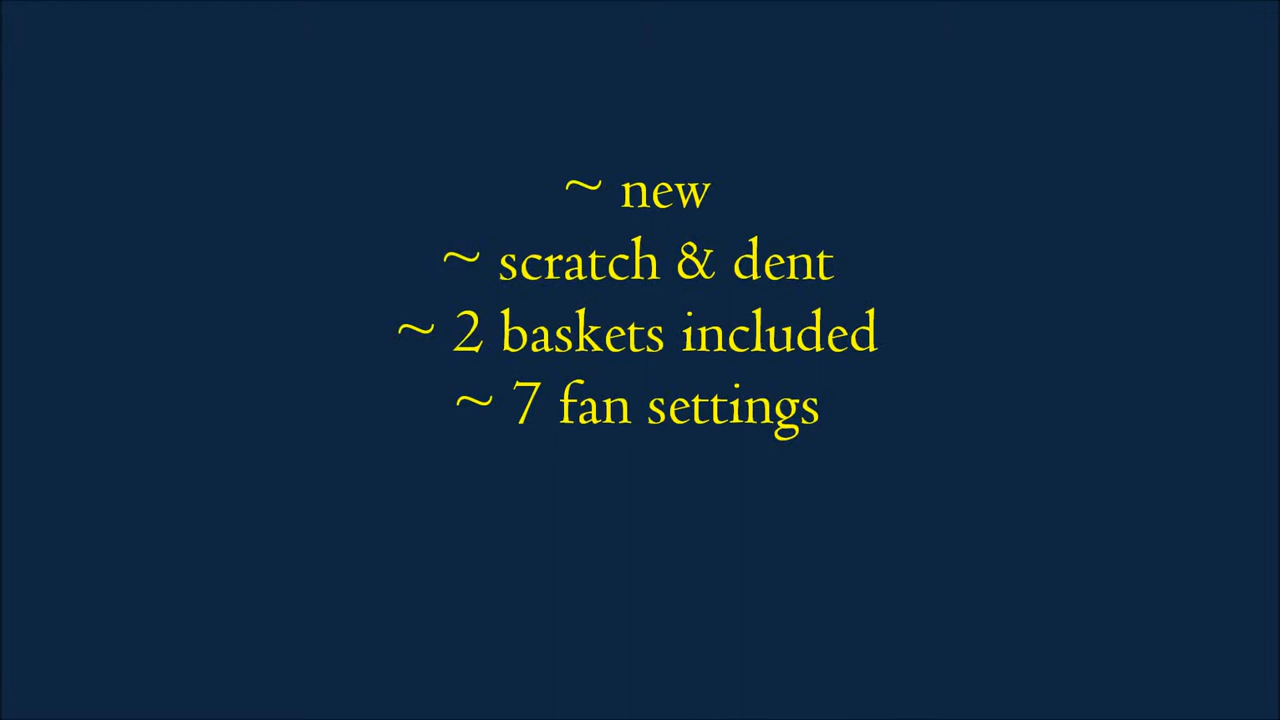 ~ new
~ scratch & dent
~ 2 baskets included
~ 7 fan settings